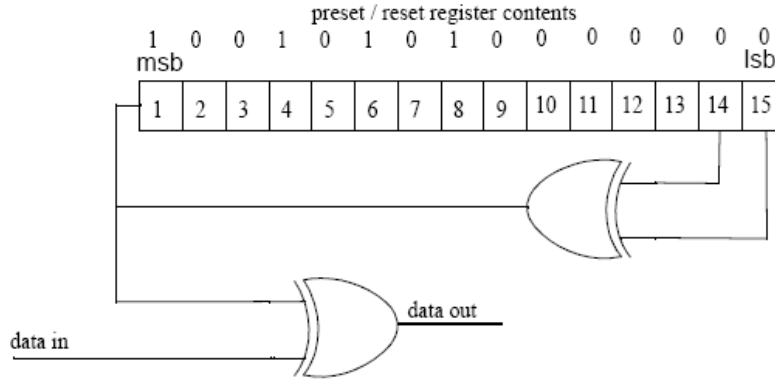 preset / reset register contents
1 0 0 1 0 1 0 1 0 0 0 0 0 0 0
msb lsb
1 2 3 4 5 6 7 8 9 10 11 12 13 14 15
data out
data in